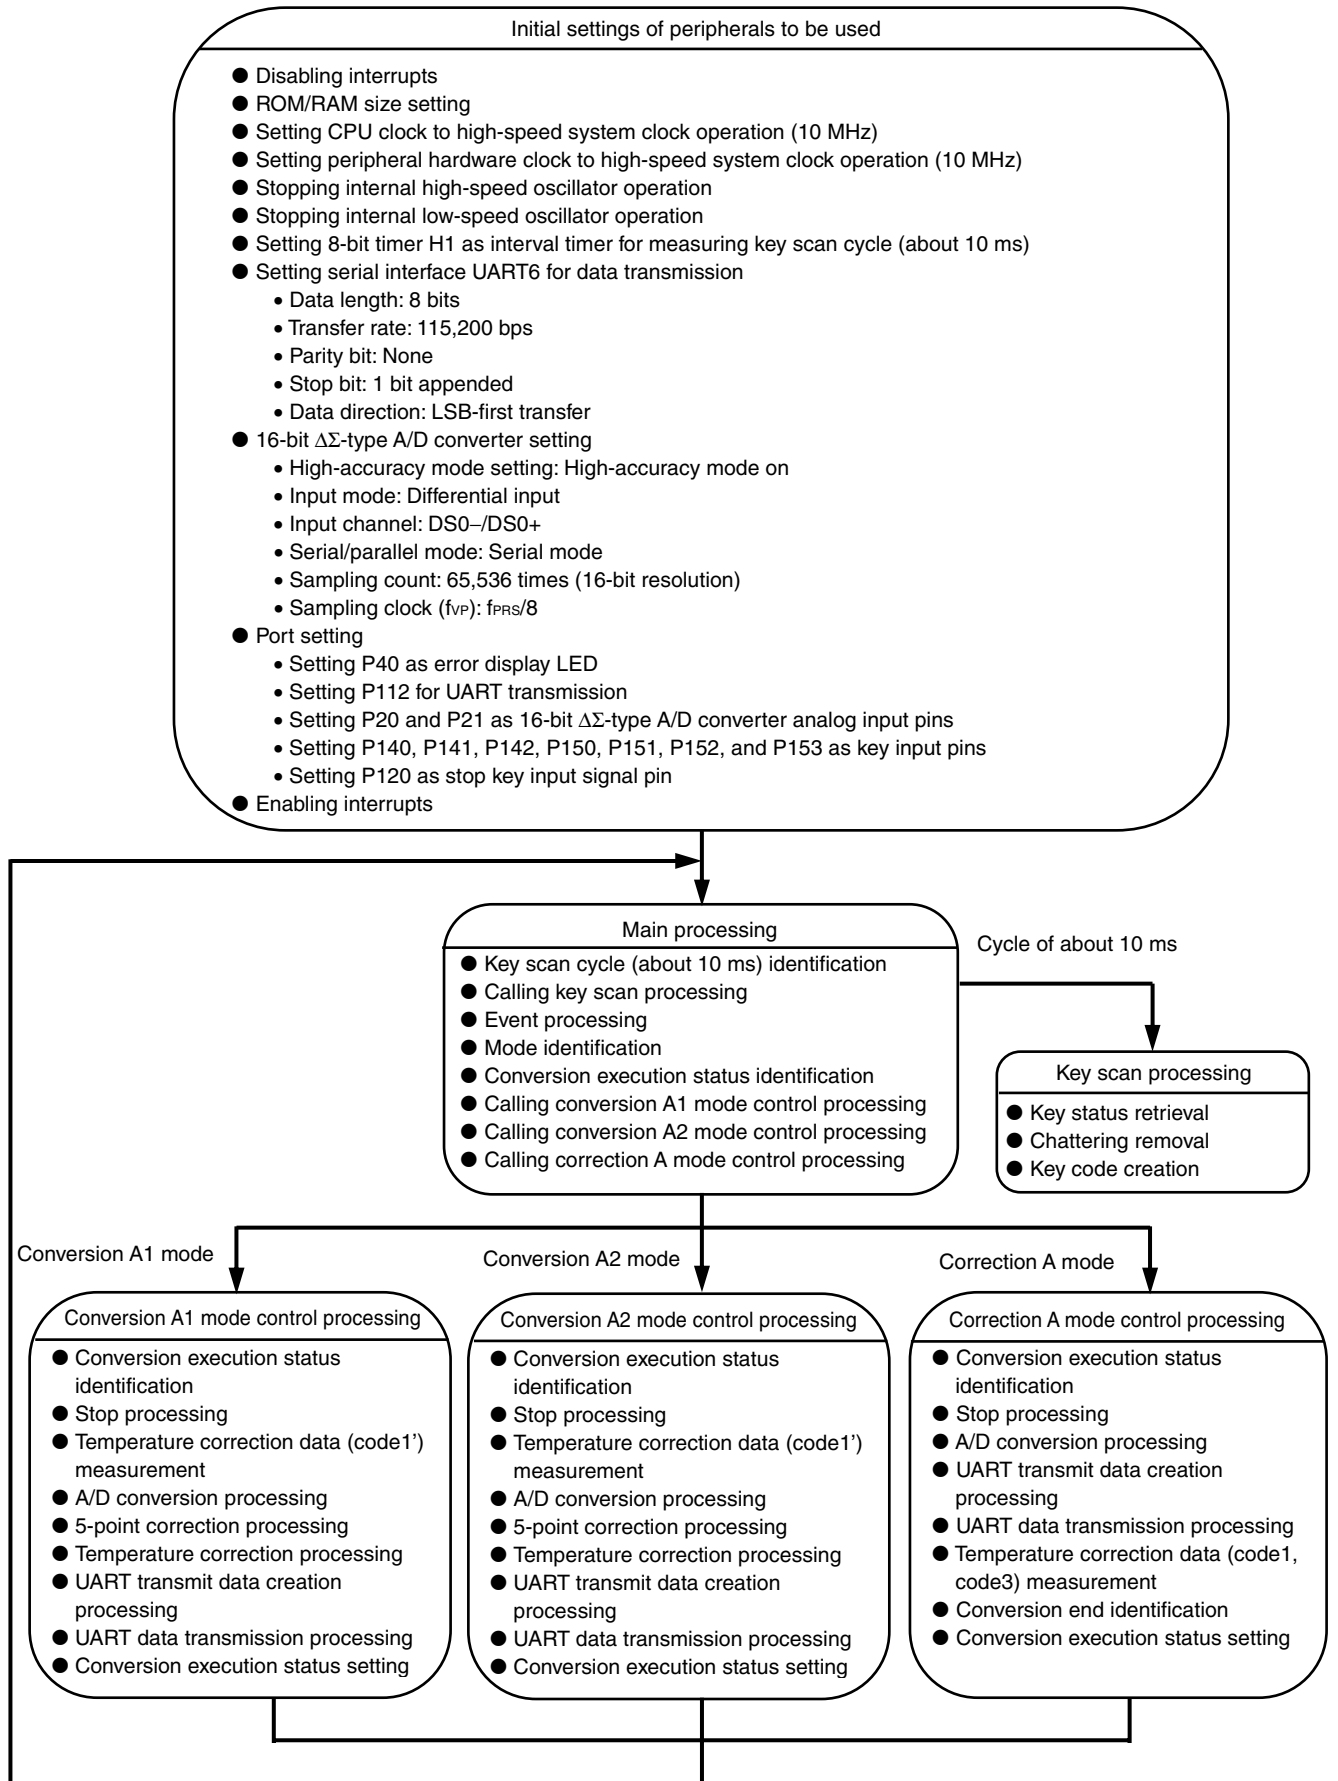 Initial settings of peripherals to be used
● Disabling interrupts
● ROM/RAM size setting
● Setting CPU clock to high-speed system clock operation (10 MHz)
● Setting peripheral hardware clock to high-speed system clock operation (10 MHz)
● Stopping internal high-speed oscillator operation
● Stopping internal low-speed oscillator operation
● Setting 8-bit timer H1 as interval timer for measuring key scan cycle (about 10 ms)
● Setting serial interface UART6 for data transmission
• Data length: 8 bits
• Transfer rate: 115,200 bps
• Parity bit: None
• Stop bit: 1 bit appended
• Data direction: LSB-first transfer
● 16-bit ΔΣ-type A/D converter setting
• High-accuracy mode setting: High-accuracy mode on
• Input mode: Differential input
• Input channel: DS0−/DS0+
• Serial/parallel mode: Serial mode
• Sampling count: 65,536 times (16-bit resolution)
• Sampling clock (fVP): fPRS/8
● Port setting
• Setting P40 as error display LED
• Setting P112 for UART transmission
• Setting P20 and P21 as 16-bit ΔΣ-type A/D converter analog input pins
• Setting P140, P141, P142, P150, P151, P152, and P153 as key input pins
• Setting P120 as stop key input signal pin
● Enabling interrupts
Main processing
● Key scan cycle (about 10 ms) identification
● Calling key scan processing
● Event processing
● Mode identification
● Conversion execution status identification
● Calling conversion A1 mode control processing
● Calling conversion A2 mode control processing
● Calling correction A mode control processing
Cycle of about 10 ms
Key scan processing
● Key status retrieval
● Chattering removal
● Key code creation
Conversion A1 mode
Conversion A1 mode control processing
● Conversion execution status
identification
● Stop processing
● Temperature correction data (code1')
measurement
● A/D conversion processing
● 5-point correction processing
● Temperature correction processing
● UART transmit data creation
processing
● UART data transmission processing
● Conversion execution status setting
Conversion A2 mode
Conversion A2 mode control processing
● Conversion execution status
identification
● Stop processing
● Temperature correction data (code1')
measurement
● A/D conversion processing
● 5-point correction processing
● Temperature correction processing
● UART transmit data creation
processing
● UART data transmission processing
● Conversion execution status setting
Correction A mode
Correction A mode control processing
● Conversion execution status
identification
● Stop processing
● A/D conversion processing
● UART transmit data creation
processing
● UART data transmission processing
● Temperature correction data (code1,
code3) measurement
● Conversion end identification
● Conversion execution status setting